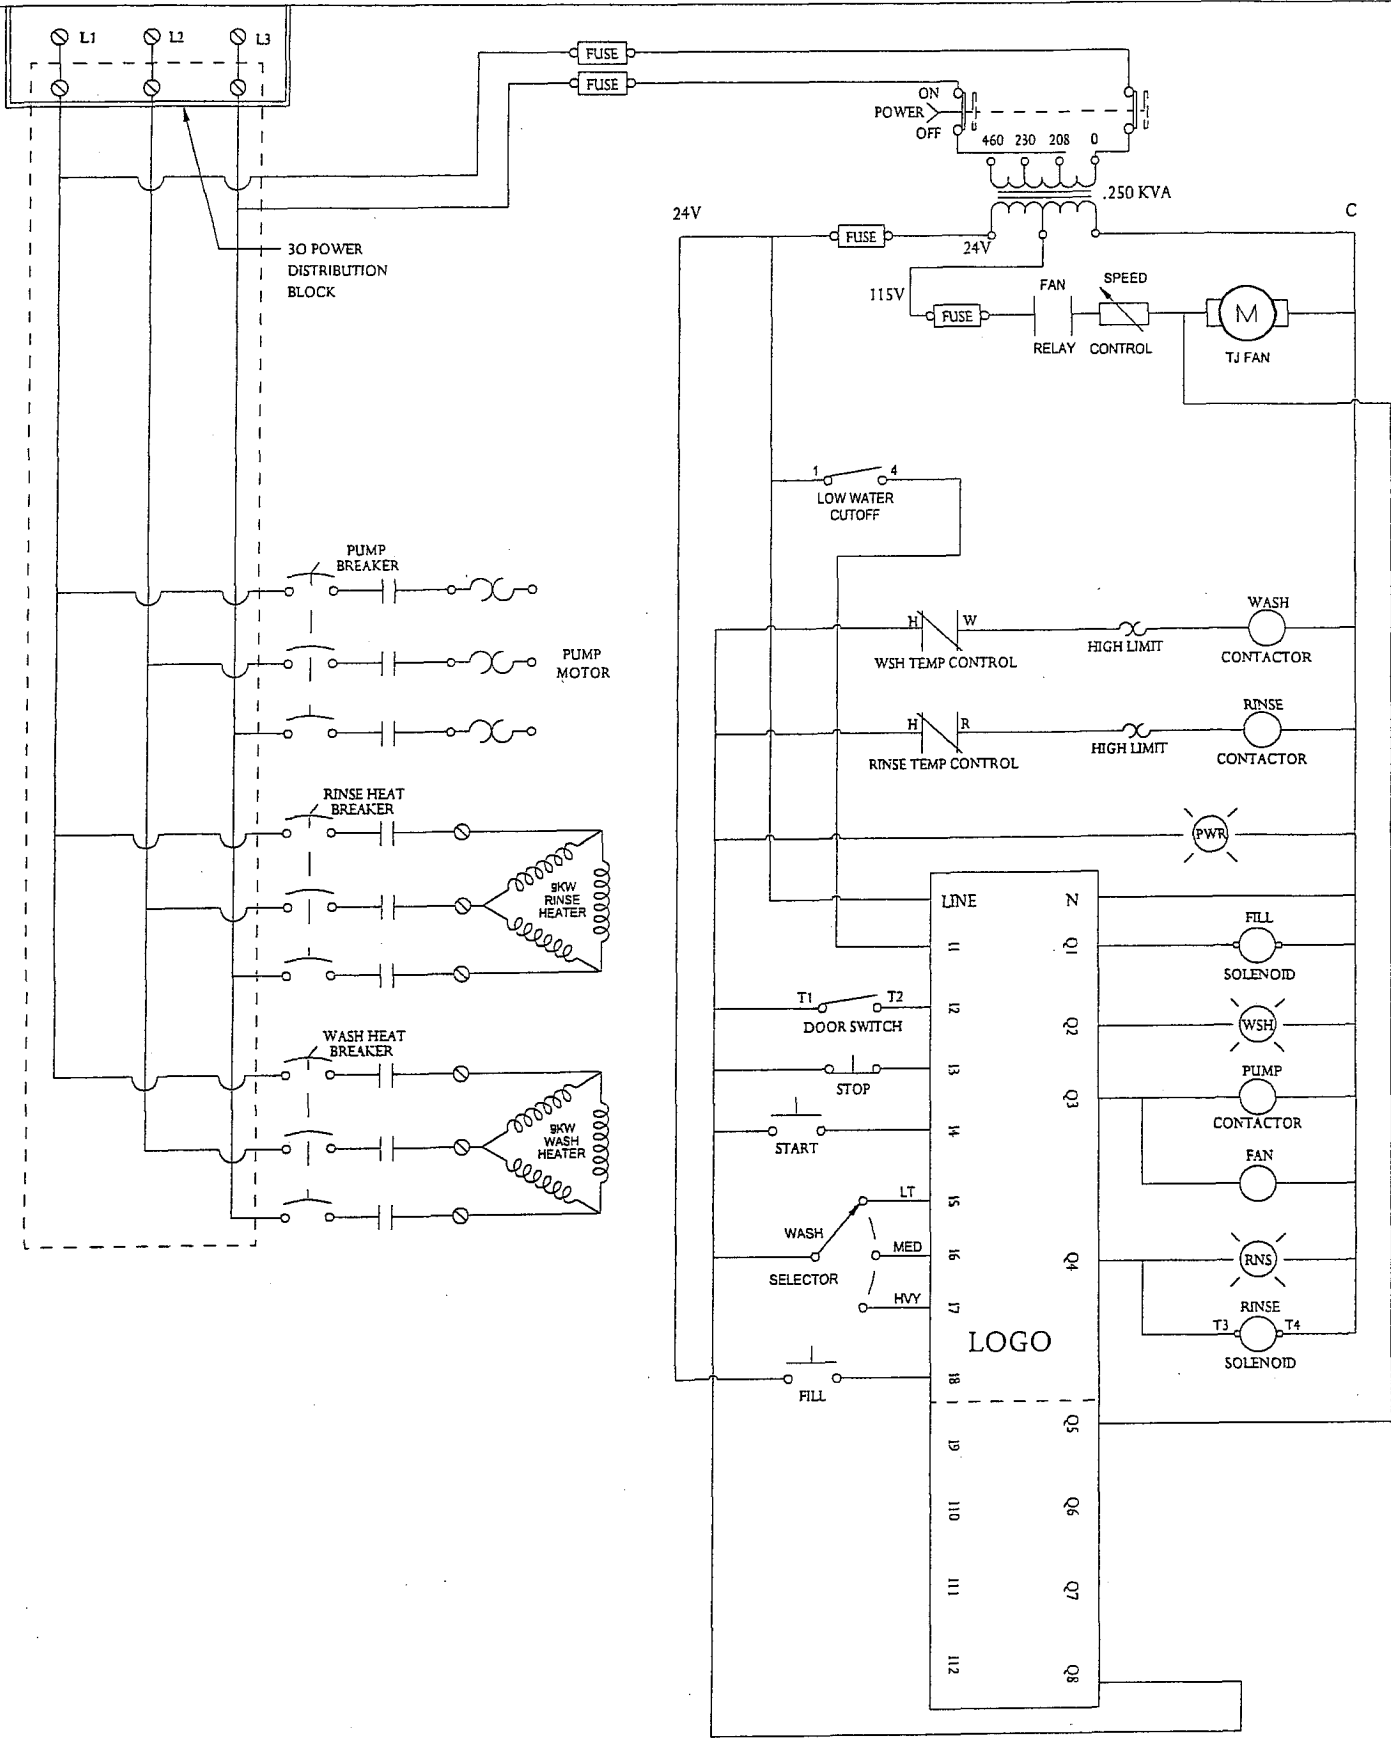 L1
L2
L3
FUSE
FUSE
ON
POWER
OFF
460 230 208 0
.250 KVA
24V
C
FUSE
24V
3O POWER
DISTRIBUTION
BLOCK
115V
FUSE
FAN
RELAY
SPEED
CONTROL
M
TJ FAN
1 4
LOW WATER
CUTOFF
PUMP
BREAKER
PUMP
MOTOR
H W
WSH TEMP CONTROL
HIGH LIMIT
WASH
CONTACTOR
H R
RINSE TEMP CONTROL
HIGH LIMIT
RINSE
CONTACTOR
RINSE HEAT
BREAKER
9KW
RINSE
HEATER
PWR
LINE
N
I1
Q1
FILL
SOLENOID
T1 T2
DOOR SWITCH
I2
Q2
WSH
WASH HEAT
BREAKER
9KW
WASH
HEATER
STOP
I3
Q3
PUMP
CONTACTOR
START
I4
FAN
LT
I5
WASH
SELECTOR
MED
I6
Q4
RNS
HVY
I7
LOGO
RINSE
T3 T4
SOLENOID
FILL
I8
Q5
I9
I10
Q6
I11
Q7
I12
Q8